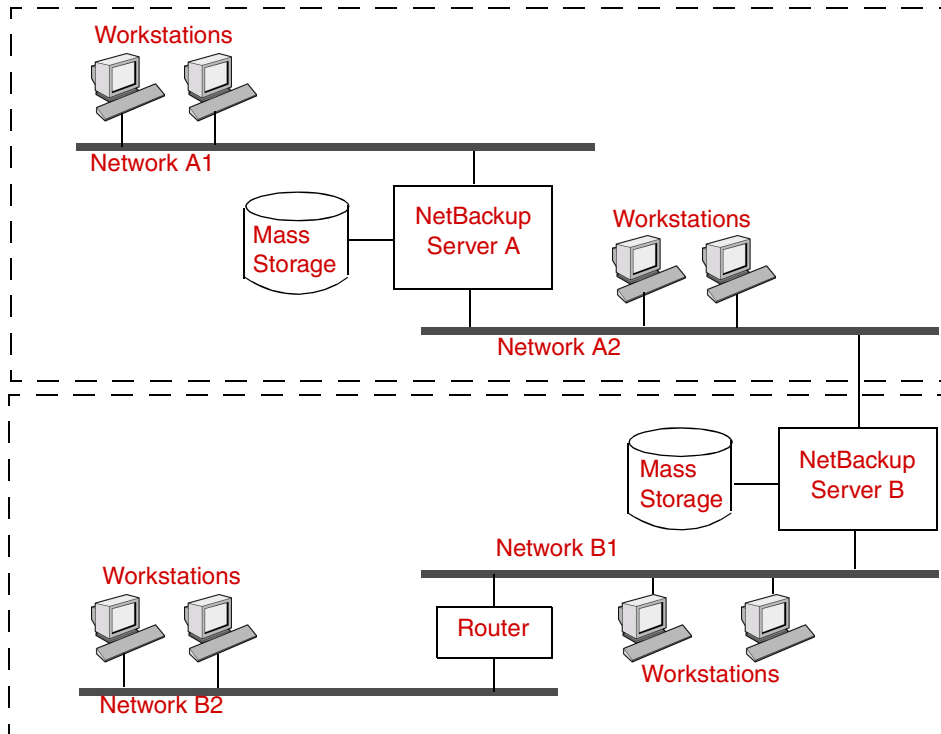 Workstations
Network A1
NetBackup
Server A
Mass
Storage
Workstations
Network A2
NetBackup
Server B
Mass
Storage
Network B1
Workstations
Router
Workstations
Network B2